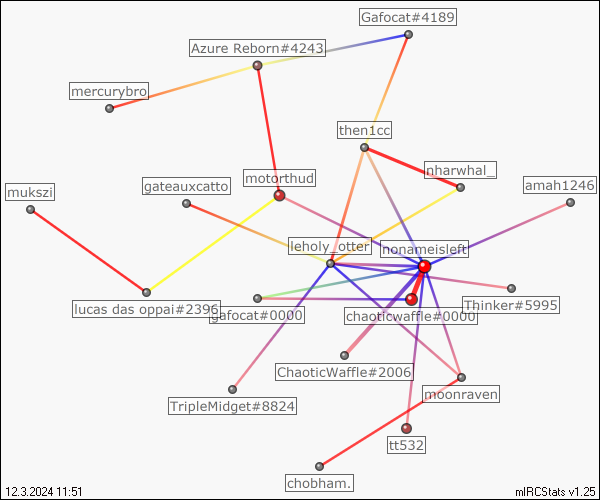 Gafocat#4189
Azure Reborn#4243
mercurybro
then1cc
nharwhal_
motorthud
gateauxcatto
amah1246
mukszi
leholy_otter
nonameisleft
Thinker#5995
lucas das oppai#2396
gafocat#0000
chaoticwaffle#0000
ChaoticWaffle#2006
moonraven
TripleMidget#8824
tt532
chobham.
12.3.2024 11:51
mIRCStats v1.25